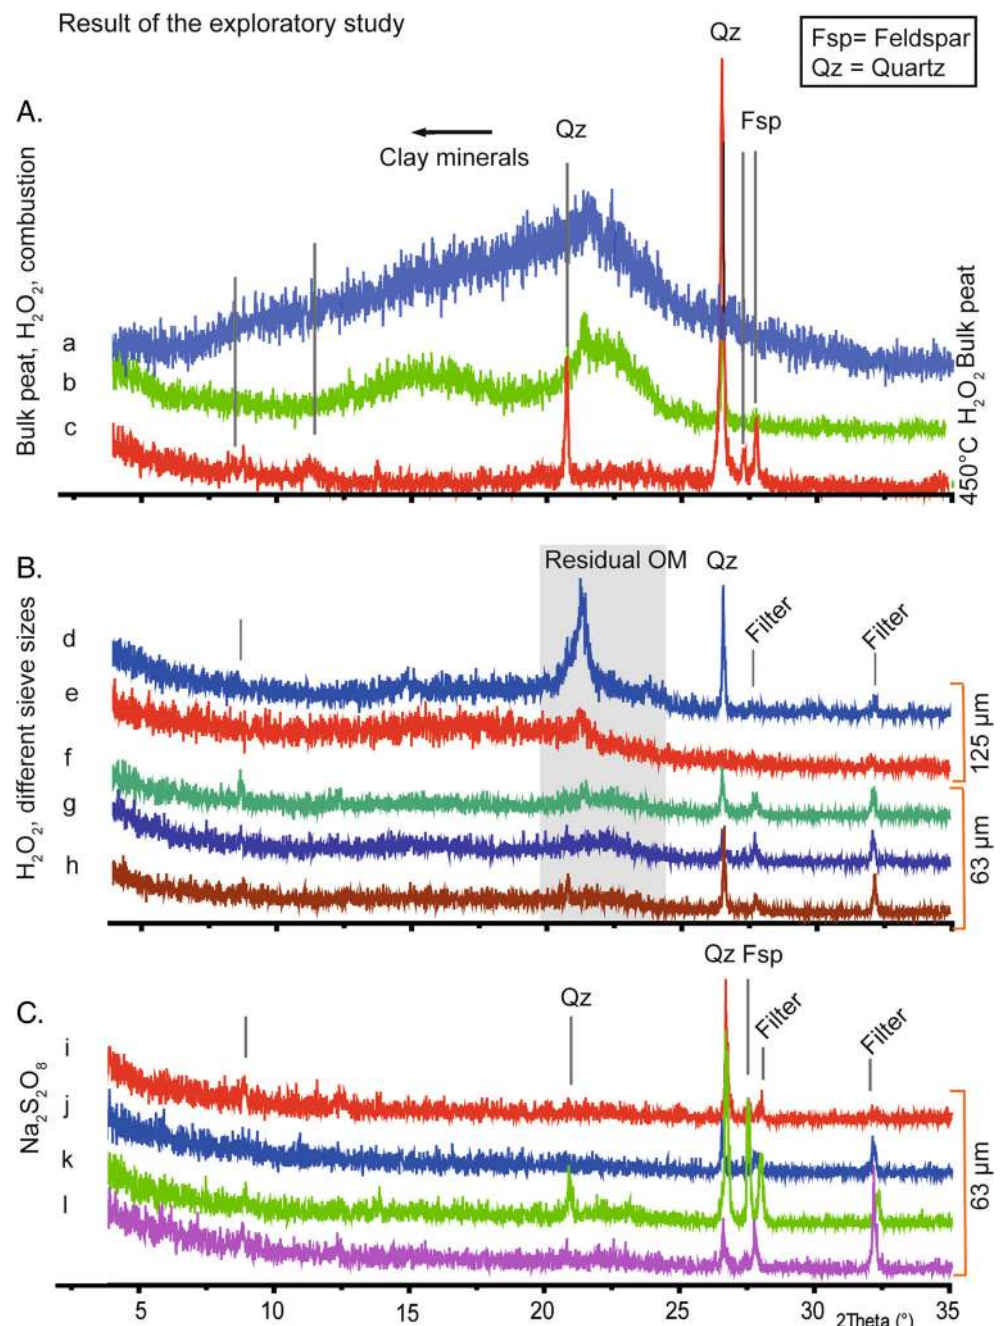 Result of the exploratory study
Qz
Fsp= Feldspar
Qz = Quartz
A.
Qz
Fsp
Clay minerals
Bulk peat, H₂O₂, combustion
a
b
c
450°C H₂O₂ Bulk peat
B.
Residual OM
Qz
Filter
Filter
H₂O₂, different sieve sizes
d
e
f
g
h
125 µm
63 µm
C.
Qz
Qz Fsp
Filter
Filter
Na₂S₂O₈
i
j
k
l
63 µm
5 10 15 20 25 30 35
2Theta (°)